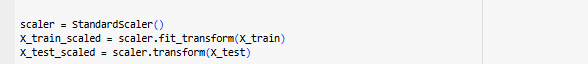 scaler = StandardScaler()
X_train_scaled = scaler.fit_transform(X_train)
X_test_scaled = scaler.transform(X_test)